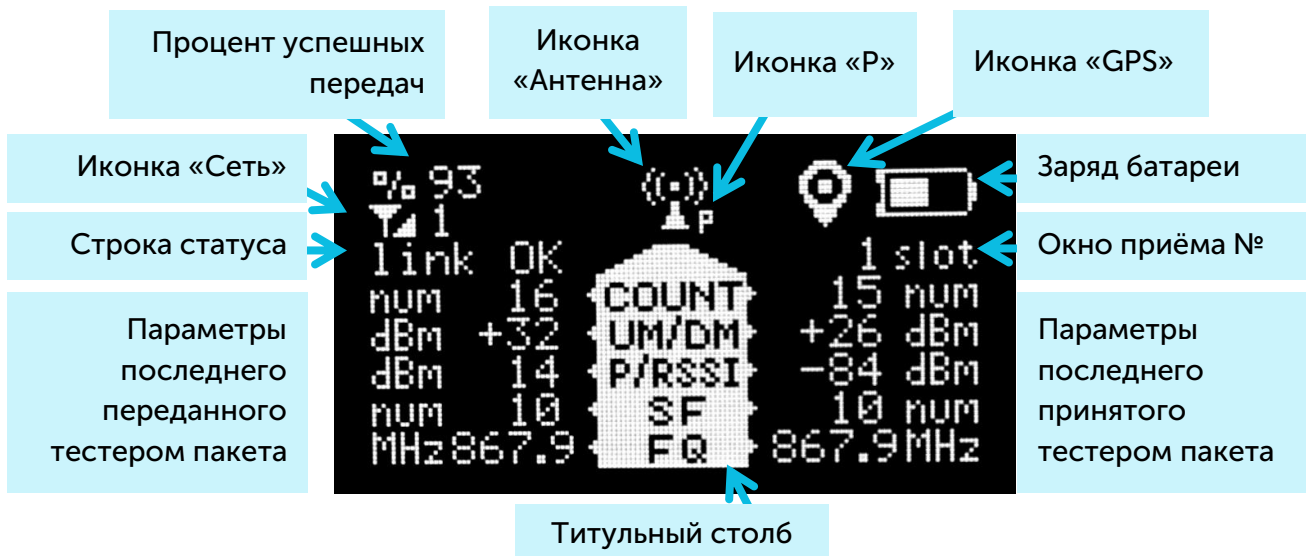 Процент успешных
передач
Иконка
«Антенна»
Иконка «P»
Иконка «GPS»
Иконка «Сеть»
Строка статуса
Параметры
последнего
переданного
тестером пакета
% 93
1
P
link OK
1 slot
num 16 COUNT 15 num
dBm +32 UM/DM +26 dBm
dBm 14 P/RSSI -84 dBm
num 10 SF 10 num
MHz 867.9 FQ 867.9 MHz
Заряд батареи
Окно приёма №
Параметры
последнего
принятого
тестером пакета
Титульный столб